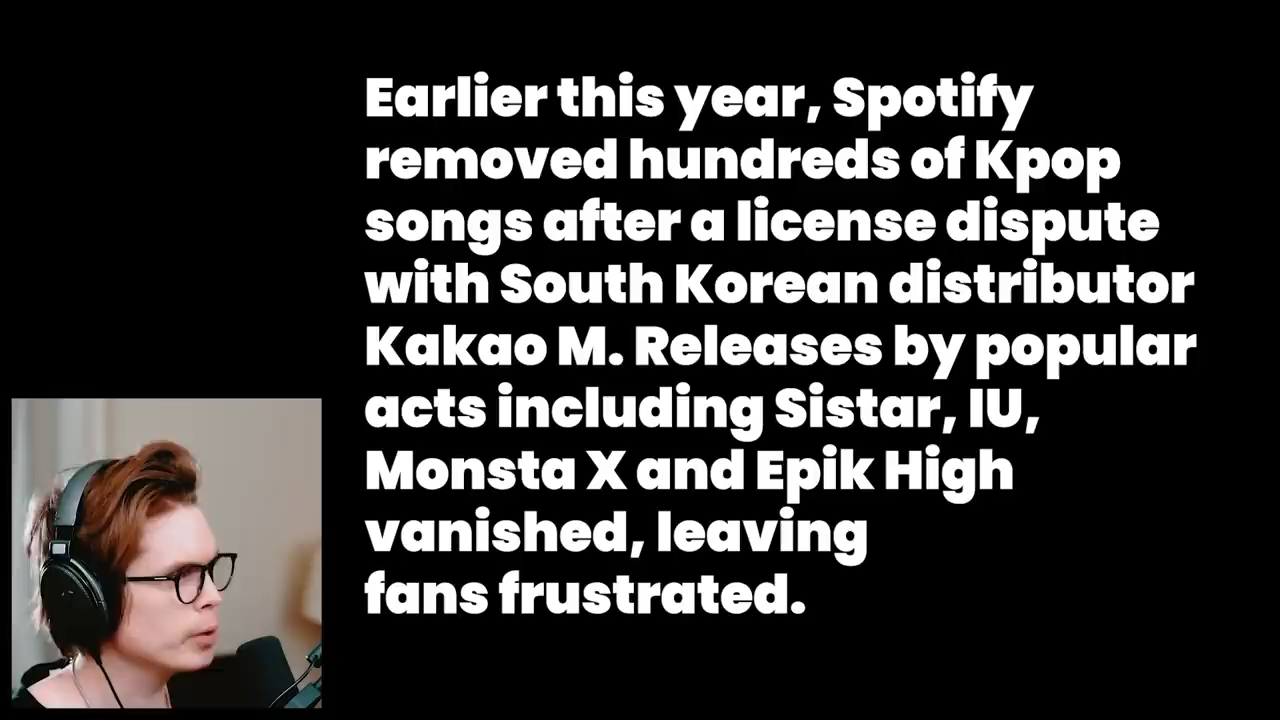 Earlier this year, Spotify
removed hundreds of Kpop
songs after a license dispute
with South Korean distributor
Kakao M. Releases by popular
acts including Sistar, IU,
Monsta X and Epik High
vanished, leaving
fans frustrated.